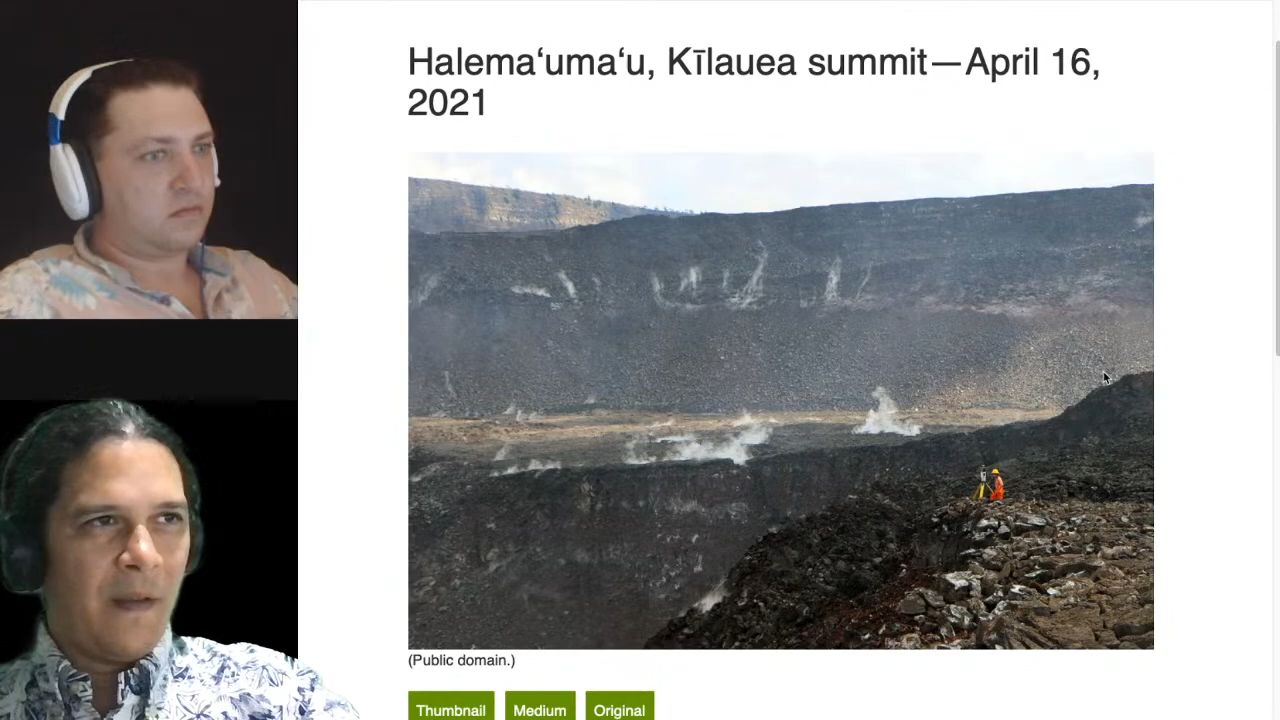 Halemaʻumaʻu, Kīlauea summit—April 16,
2021
(Public domain.)
Thumbnail Medium Original